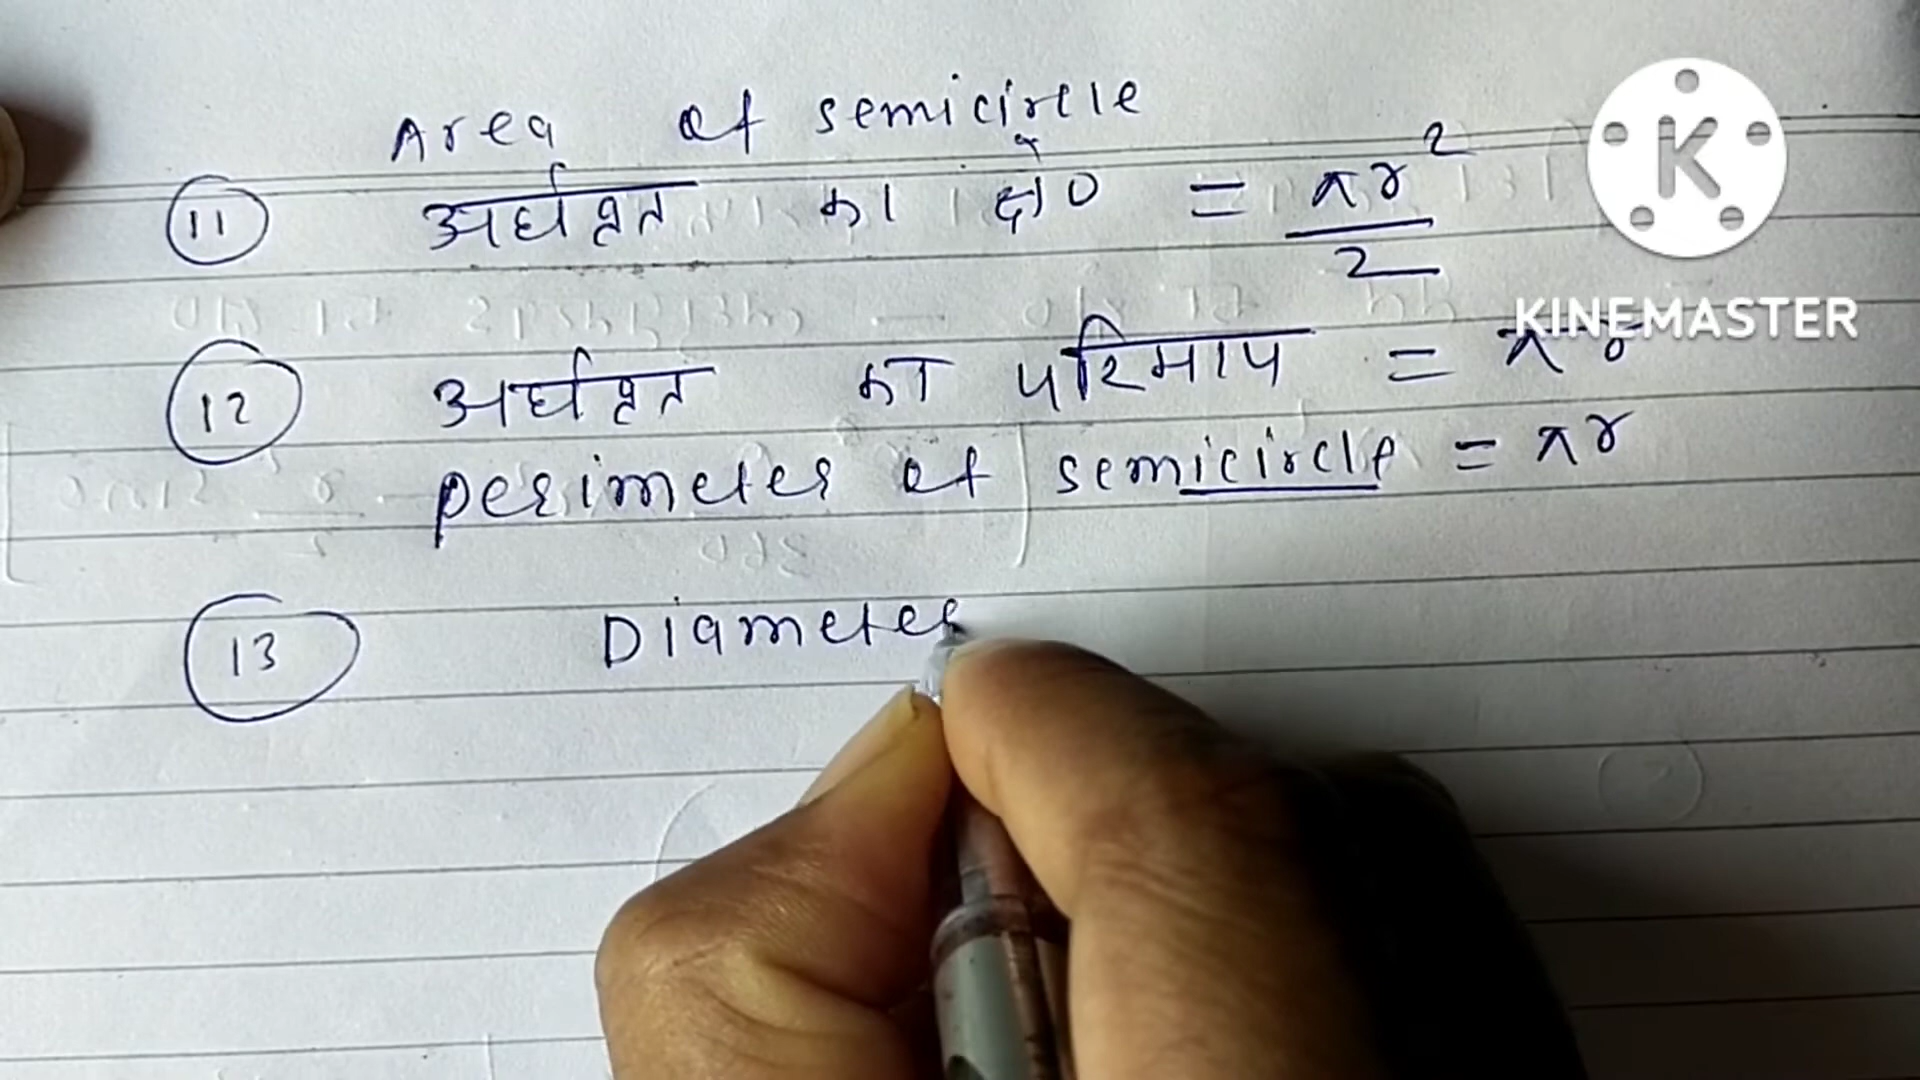 Area of semicircle
11 अर्धवृत का क्षे० = πr²/2
12 अर्धवृत का परिमाप = πr
perimeter of semicircle = πr
13 Diameter
K
KINEMASTER